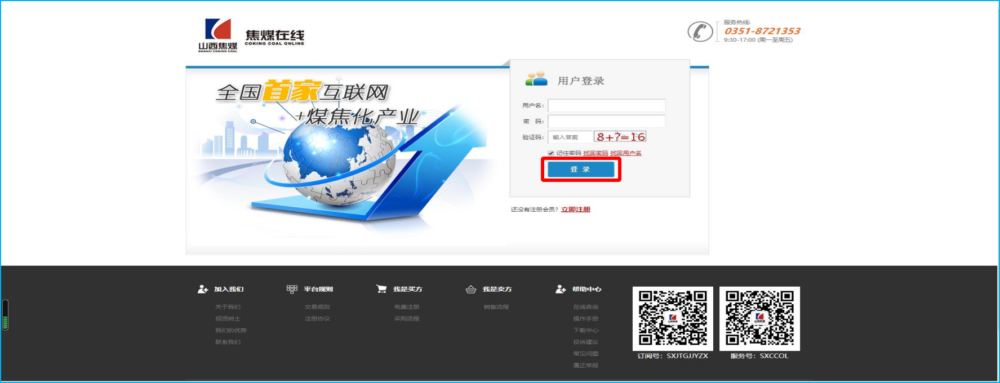 山西焦煤
SHANXI COKING COAL
焦煤在线
COKING COAL ONLINE
服务热线:
0351-8721353
9:30-17:00 (周一至周五)
全国首家互联网
+煤焦化产业
用户登录
用户名：
密 码：
验证码： 输入答案 8+?=16
记住密码 找回密码 找回用户名
登 录
还没有注册会员？ 立即注册
加入我们
关于我们
招贤纳士
我们的优势
联系我们
平台规则
交易规则
注册协议
我是买方
免费注册
采购流程
我是卖方
销售流程
帮助中心
在线咨询
操作手册
下载中心
投诉建议
常见问题
廉正举报
订阅号：SXJTGJJYZX
服务号：SXCCOL